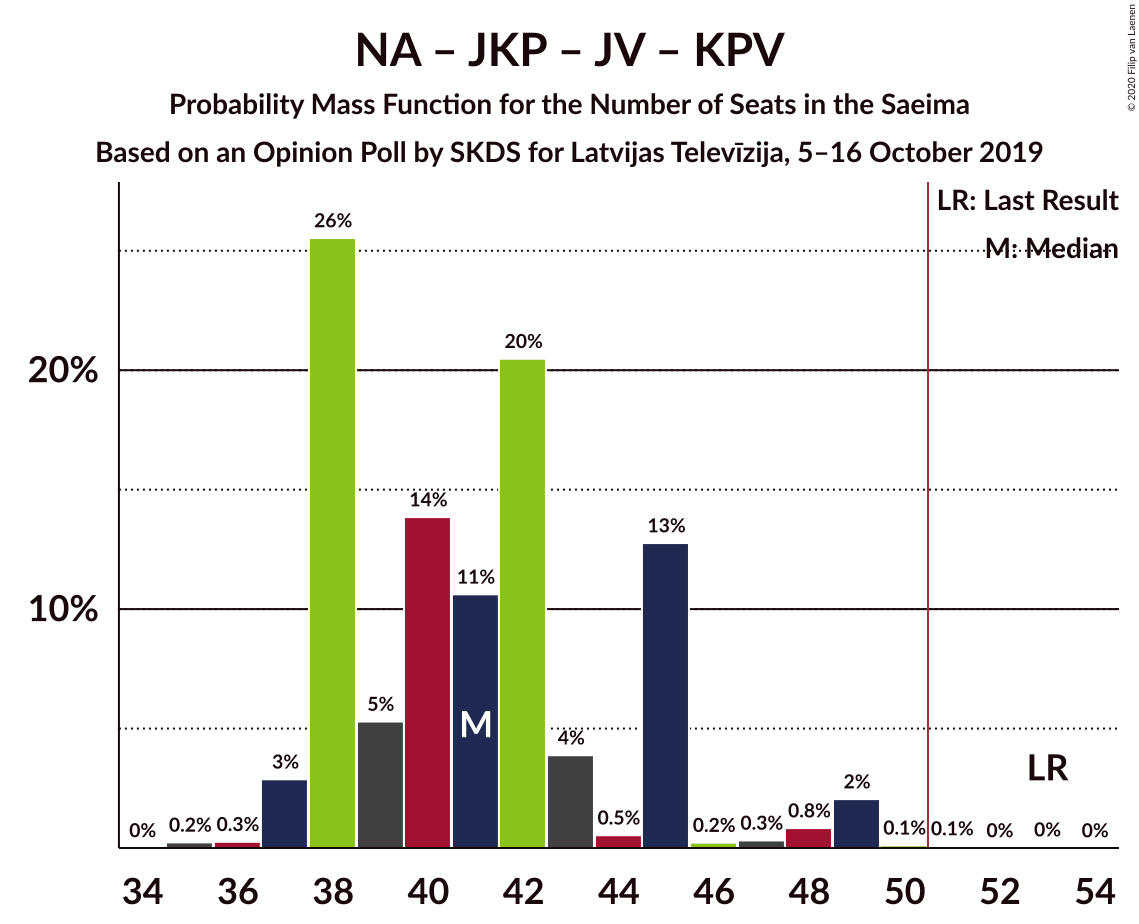 NA – JKP – JV – KPV
Probability Mass Function for the Number of Seats in the Saeima
Based on an Opinion Poll by SKDS for Latvijas Televīzija, 5–16 October 2019
© 2020 Filip van Laenen
LR: Last Result
M: Median
26%
20%
20%
14%
13%
11%
10%
M
5%
4%
LR
3%
2%
0% 0.2% 0.3% 0.5% 0.2% 0.3% 0.8% 0.1% 0.1% 0% 0% 0%
34 36 38 40 42 44 46 48 50 52 54